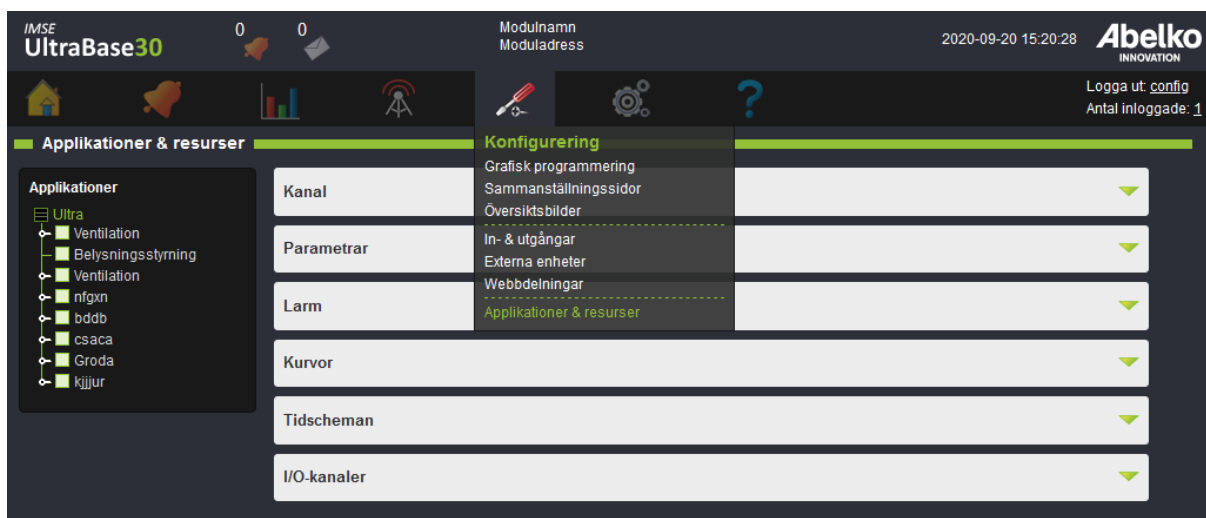 IMSE
UltraBase30
0
0
Modulnamn
Moduladress
2020-09-20 15:20:28
Abelko
INNOVATION
Logga ut: config
Antal inloggade: 1
?
Applikationer & resurser
Konfigurering
Grafisk programmering
Sammanställningssidor
Översiktsbilder
In- & utgångar
Externa enheter
Webbdelningar
Applikationer & resurser
Applikationer
Ultra
Ventilation
Belysningsstyrning
Ventilation
nfgxn
bddb
csaca
Groda
kjjjur
Kanal
Parametrar
Larm
Kurvor
Tidscheman
I/O-kanaler